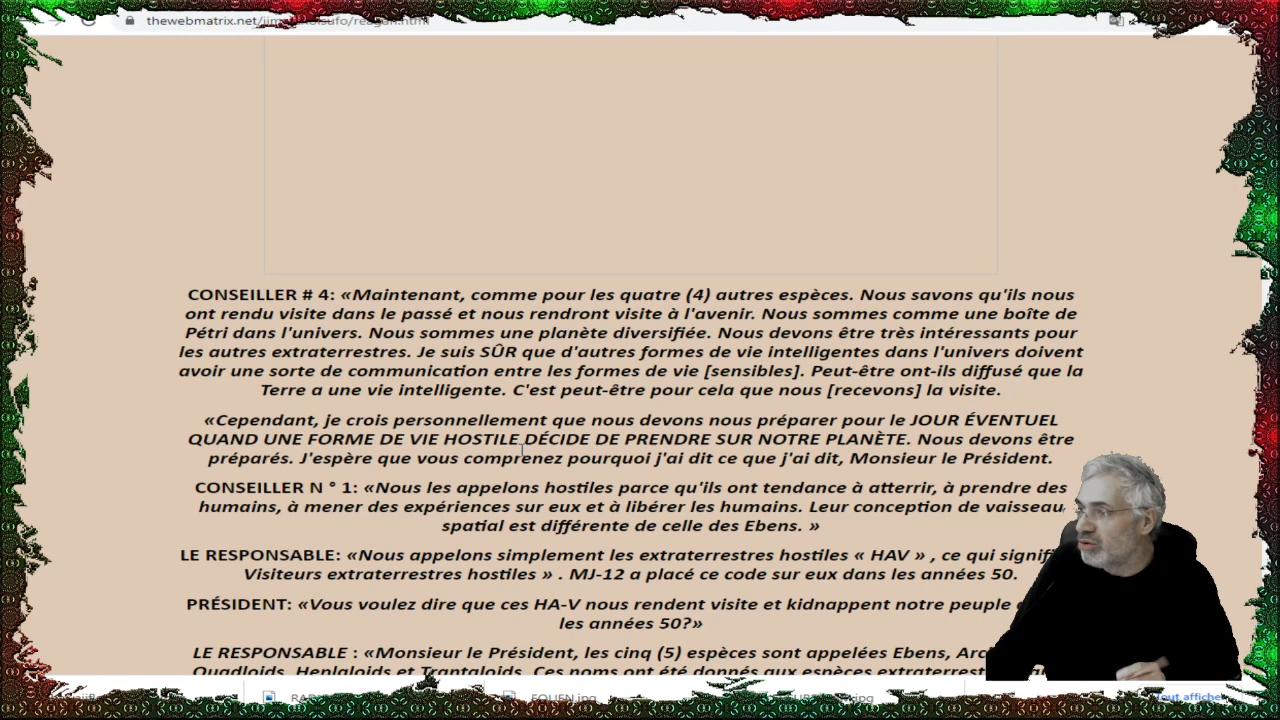 thewebmatrix.net/
CONSEILLER # 4: «Maintenant, comme pour les quatre (4) autres espèces. Nous savons qu'ils nous
ont rendu visite dans le passé et nous rendront visite à l'avenir. Nous sommes comme une boîte de
Pétri dans l'univers. Nous sommes une planète diversifiée. Nous devons être très intéressants pour
les autres extraterrestres. Je suis SÛR que d'autres formes de vie intelligentes dans l'univers doivent
avoir une sorte de communication entre les formes de vie [sensibles]. Peut-être ont-ils diffusé que la
Terre a une vie intelligente. C'est peut-être pour cela que nous [recevons] la visite.
«Cependant, je crois personnellement que nous devons nous préparer pour le JOUR ÉVENTUEL
QUAND UNE FORME DE VIE HOSTILE DÉCIDE DE PRENDRE SUR NOTRE PLANÈTE. Nous devons être
préparés. J'espère que vous comprenez pourquoi j'ai dit ce que j'ai dit, Monsieur le Président.
CONSEILLER N ° 1: «Nous les appelons hostiles parce qu'ils ont tendance à atterrir, à prendre des
humains, à mener des expériences sur eux et à libérer les humains. Leur conception de vaisseau
spatial est différente de celle des Ebens. »
LE RESPONSABLE: «Nous appelons simplement les extraterrestres hostiles « HAV » , ce qui
Visiteurs extraterrestres hostiles » . MJ-12 a placé ce code sur eux dans les années 50.
PRÉSIDENT: «Vous voulez dire que ces HA-V nous rendent visite et kidnappent notre peuple
les années 50?»
LE RESPONSABLE : «Monsieur le Président, les cinq (5) espèces sont appelées Ebens,
Quadloids, Heplaloids et Trantaloids. Ces noms ont été donnés aux espèces